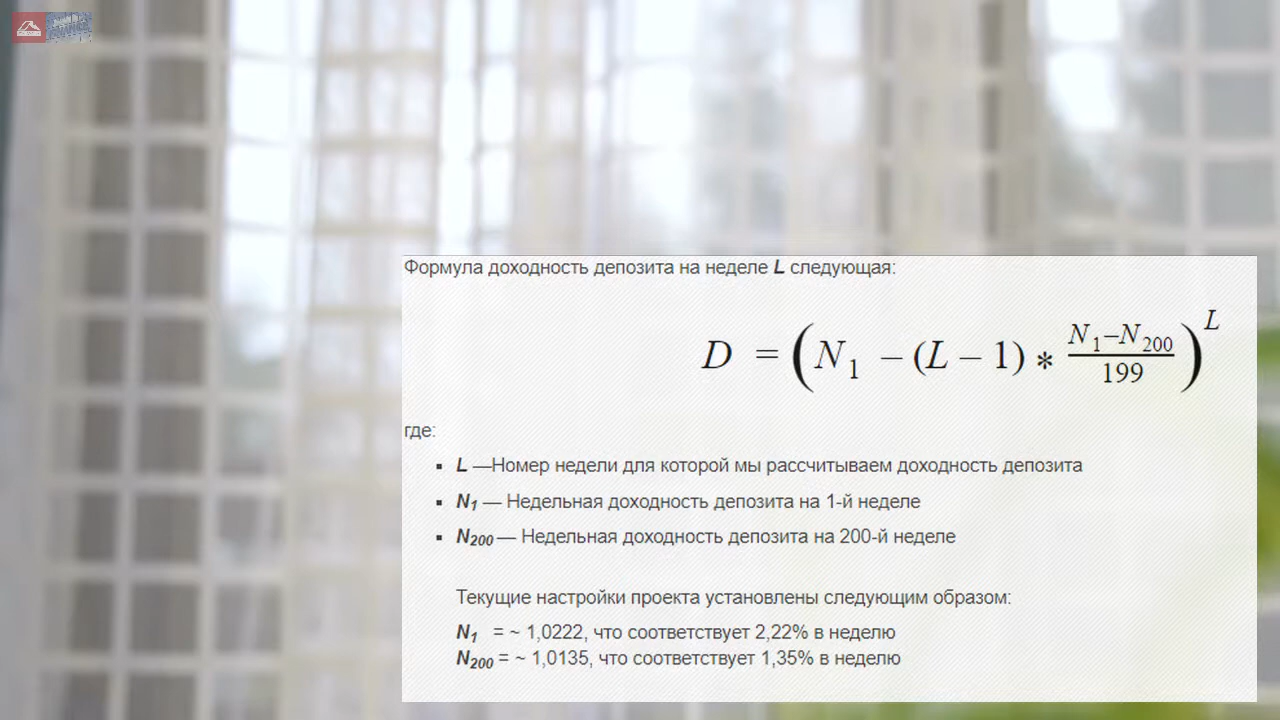 Формула доходность депозита на неделе L следующая:
D = (N₁ – (L – 1) * (N₁–N₂₀₀)/199)^L
где:
▪ L —Номер недели для которой мы рассчитываем доходность депозита
▪ N₁ — Недельная доходность депозита на 1-й неделе
▪ N₂₀₀ — Недельная доходность депозита на 200-й неделе
Текущие настройки проекта установлены следующим образом:
N₁ = ~ 1,0222, что соответствует 2,22% в неделю
N₂₀₀ = ~ 1,0135, что соответствует 1,35% в неделю